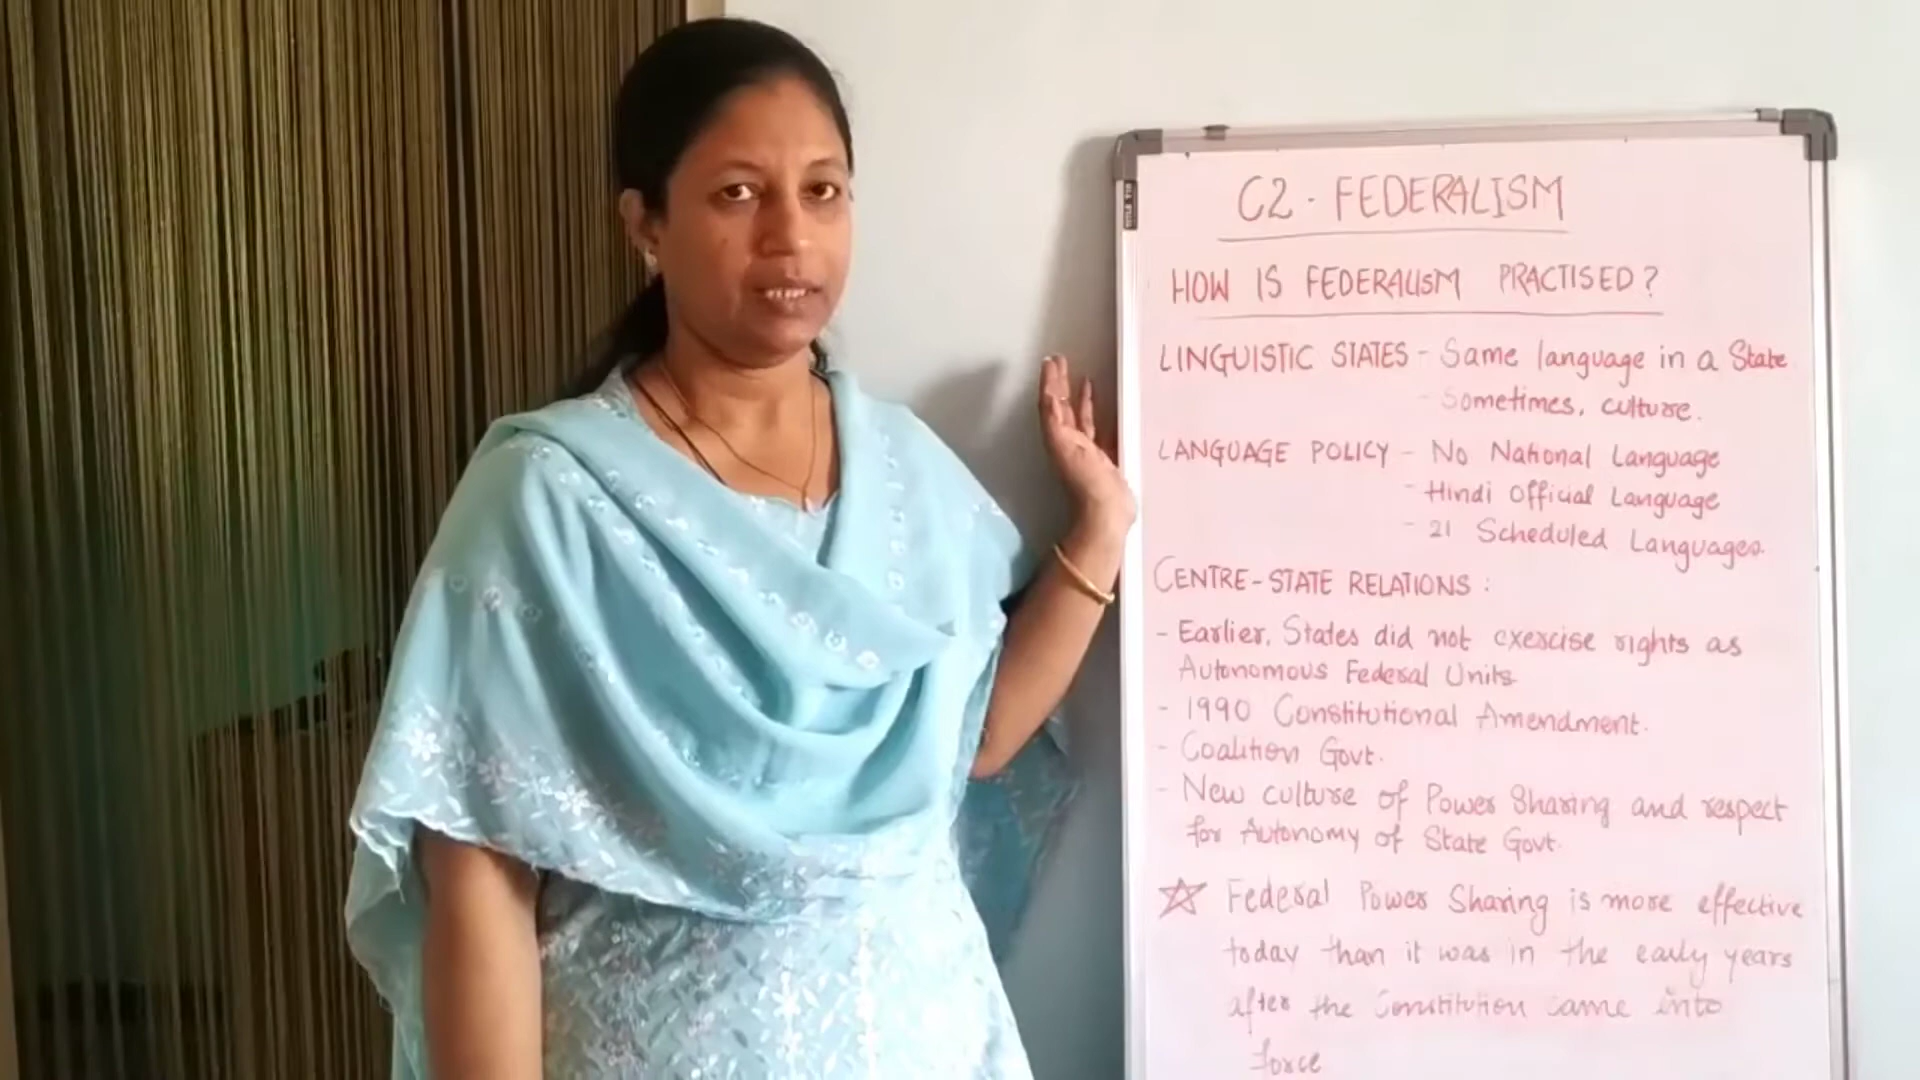 C2. FEDERALISM
HOW IS FEDERALISM PRACTISED?
LINGUISTIC STATES - Same language in a State
- Sometimes, culture.
LANGUAGE POLICY - No National Language
- Hindi Official Language
- 21 Scheduled Languages.
CENTRE-STATE RELATIONS :
- Earlier, States did not exercise rights as
Autonomous Federal Units.
- 1990 Constitutional Amendment.
- Coalition Govt.
- New culture of Power Sharing and respect
for Autonomy of State Govt.
☆ Federal Power Sharing is more effective
today than it was in the early years
after the Constitution came into
force